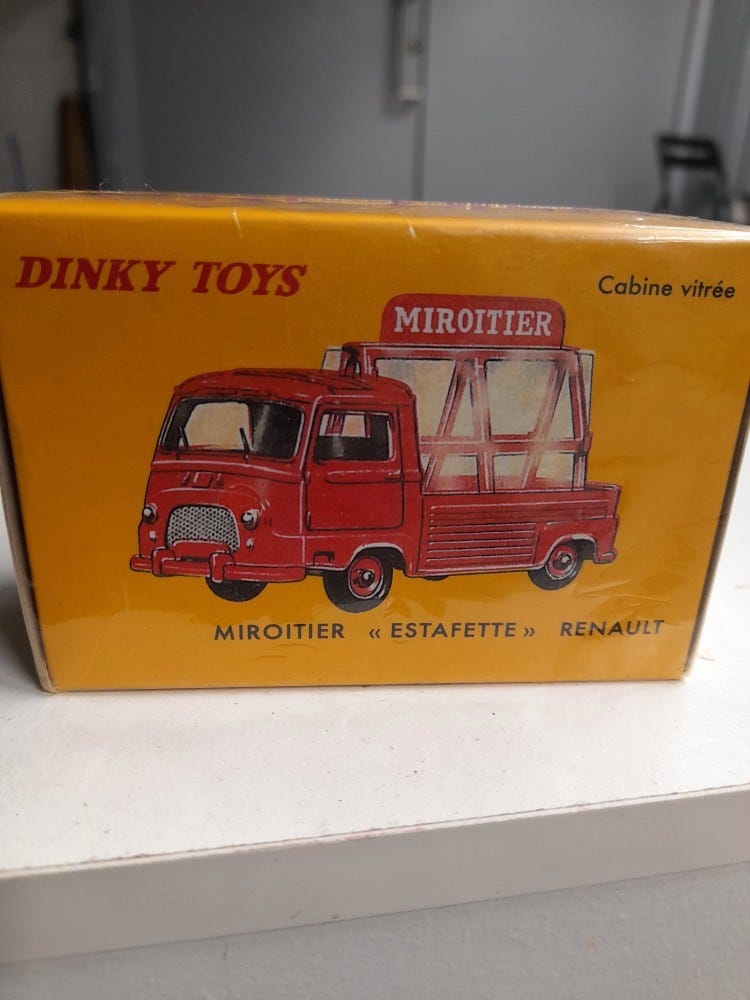 DINKY TOYS
Cabine vitrée
MIROITIER
MIROITIER « ESTAFETTE » RENAULT